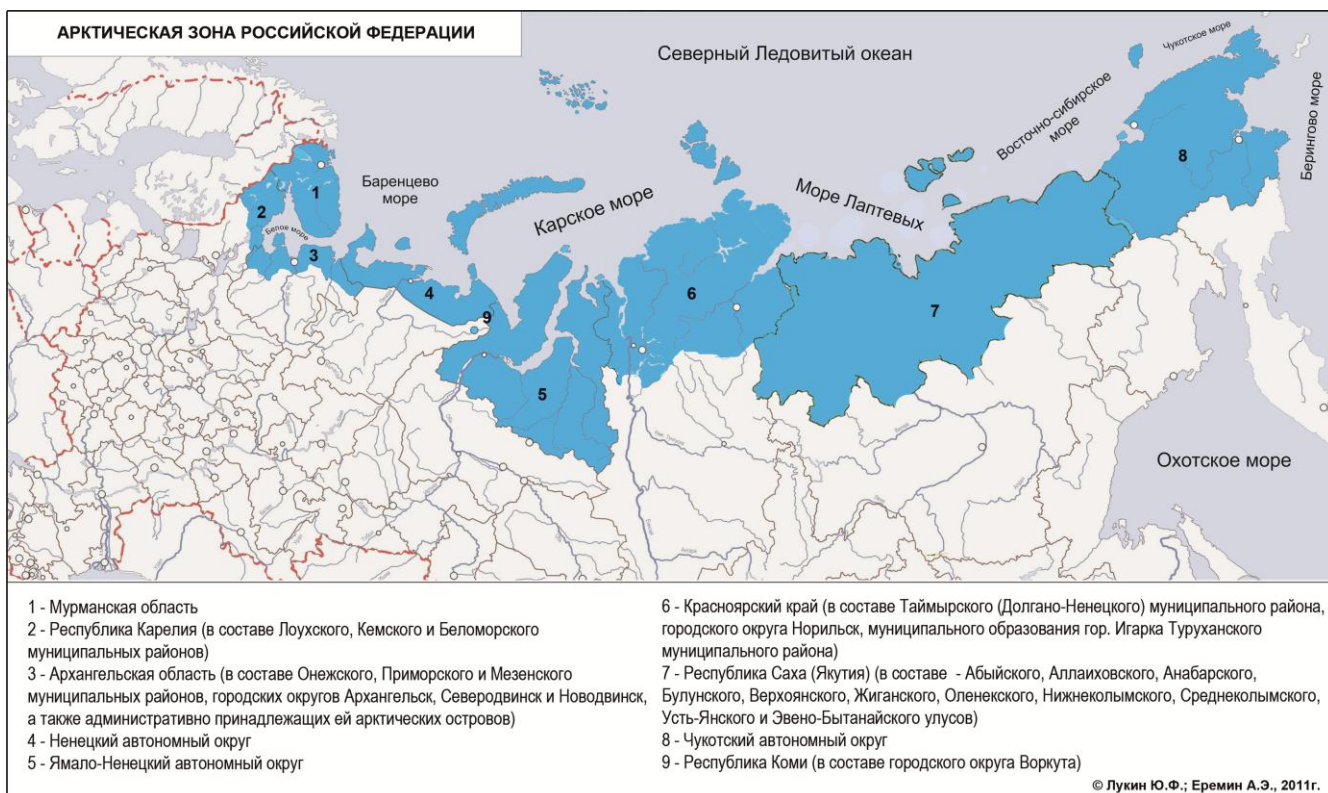 АРКТИЧЕСКАЯ ЗОНА РОССИЙСКОЙ ФЕДЕРАЦИИ
Северный Ледовитый океан
Чукотское море
Берингово море
Восточно-сибирское
море
Море Лаптевых
Карское море
Баренцево
море
Белое море
Охотское море
1
2
3
4
9
5
6
7
8
1 - Мурманская область
2 - Республика Карелия (в составе Лоухского, Кемского и Беломорского
муниципальных районов)
3 - Архангельская область (в составе Онежского, Приморского и Мезенского
муниципальных районов, городских округов Архангельск, Северодвинск и Новодвинск,
а также административно принадлежащих ей арктических островов)
4 - Ненецкий автономный округ
5 - Ямало-Ненецкий автономный округ
6 - Красноярский край (в составе Таймырского (Долгано-Ненецкого) муниципального района,
городского округа Норильск, муниципального образования гор. Игарка Туруханского
муниципального района)
7 - Республика Саха (Якутия) (в составе - Абыйского, Аллаиховского, Анабарского,
Булунского, Верхоянского, Жиганского, Оленекского, Нижнеколымского, Среднеколымского,
Усть-Янского и Эвено-Бытанайского улусов)
8 - Чукотский автономный округ
9 - Республика Коми (в составе городского округа Воркута)
© Лукин Ю.Ф.; Еремин А.Э., 2011г.